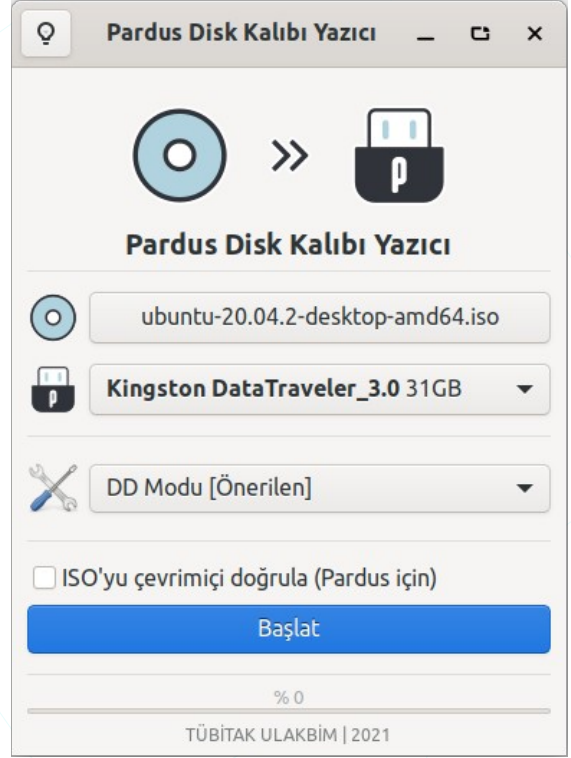 Pardus Disk Kalıbı Yazıcı
p
Pardus Disk Kalıbı Yazıcı
ubuntu-20.04.2-desktop-amd64.iso
p
Kingston DataTraveler_3.0 31GB
DD Modu [Önerilen]
ISO'yu çevrimiçi doğrula (Pardus için)
Başlat
% 0
TÜBİTAK ULAKBİM | 2021